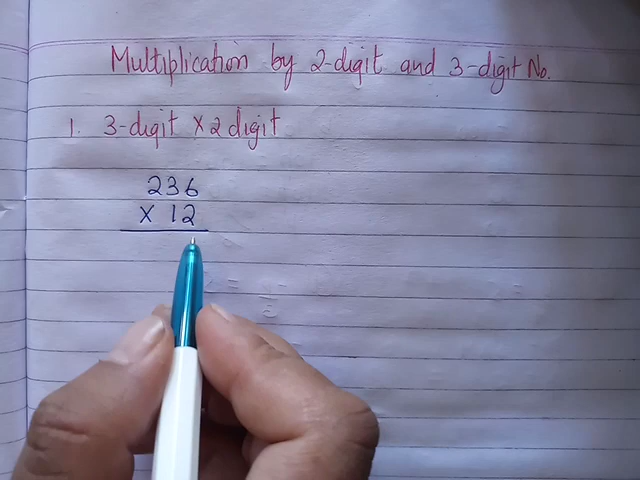 Multiplication by 2-digit and 3-digit No.
1. 3-digit x 2 digit
236
x 12